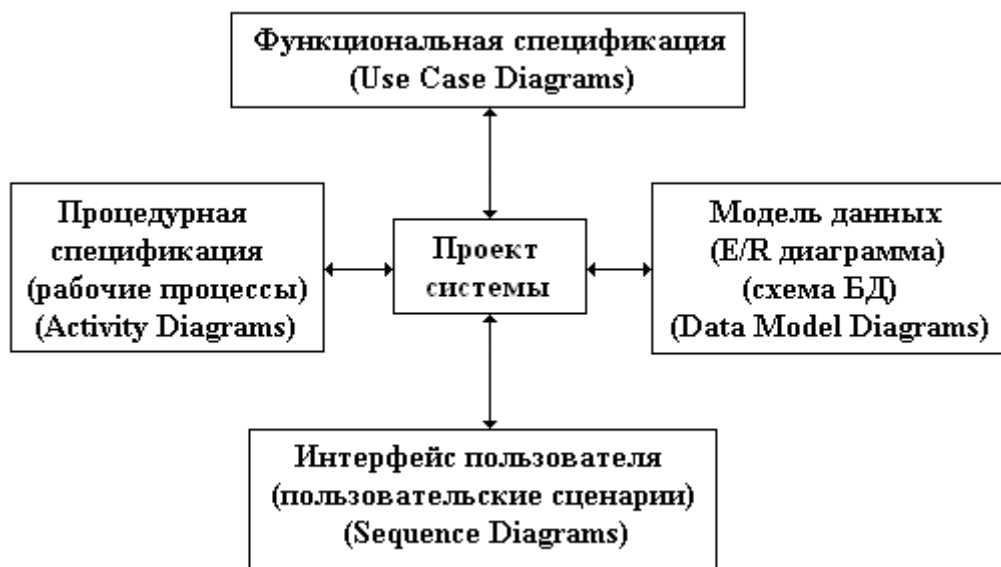 Функциональная спецификация
(Use Case Diagrams)
Процедурная
спецификация
(рабочие процессы)
(Activity Diagrams)
Проект
системы
Модель данных
(E/R диаграмма)
(схема БД)
(Data Model Diagrams)
Интерфейс пользователя
(пользовательские сценарии)
(Sequence Diagrams)